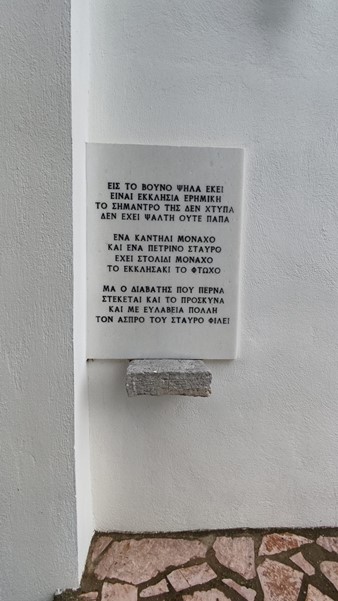 ΕΙΣ ΤΟ ΒΟΥΝΟ ΨΗΛΑ ΕΚΕΙ
ΕΙΝΑΙ ΕΚΚΛΗΣΙΑ ΕΡΗΜΙΚΗ
ΤΟ ΣΗΜΑΝΤΡΟ ΤΗΣ ΔΕΝ ΧΤΥΠΑ
ΔΕΝ ΕΧΕΙ ΨΑΛΤΗ ΟΥΤΕ ΠΑΠΑ
ΕΝΑ ΚΑΝΤΗΛΙ ΜΟΝΑΧΟ
ΚΑΙ ΕΝΑ ΠΕΤΡΙΝΟ ΣΤΑΥΡΟ
ΕΧΕΙ ΣΤΟΛΙΔΙ ΜΟΝΑΧΟ
ΤΟ ΕΚΚΛΗΣΑΚΙ ΤΟ ΦΤΩΧΟ
ΜΑ Ο ΔΙΑΒΑΤΗΣ ΠΟΥ ΠΕΡΝΑ
ΣΤΕΚΕΤΑΙ ΚΑΙ ΤΟ ΠΡΟΣΚΥΝΑ
ΚΑΙ ΜΕ ΕΥΛΑΒΕΙΑ ΠΟΛΛΗ
ΤΟΝ ΑΣΠΡΟ ΤΟΥ ΣΤΑΥΡΟ ΦΙΛΕΙ